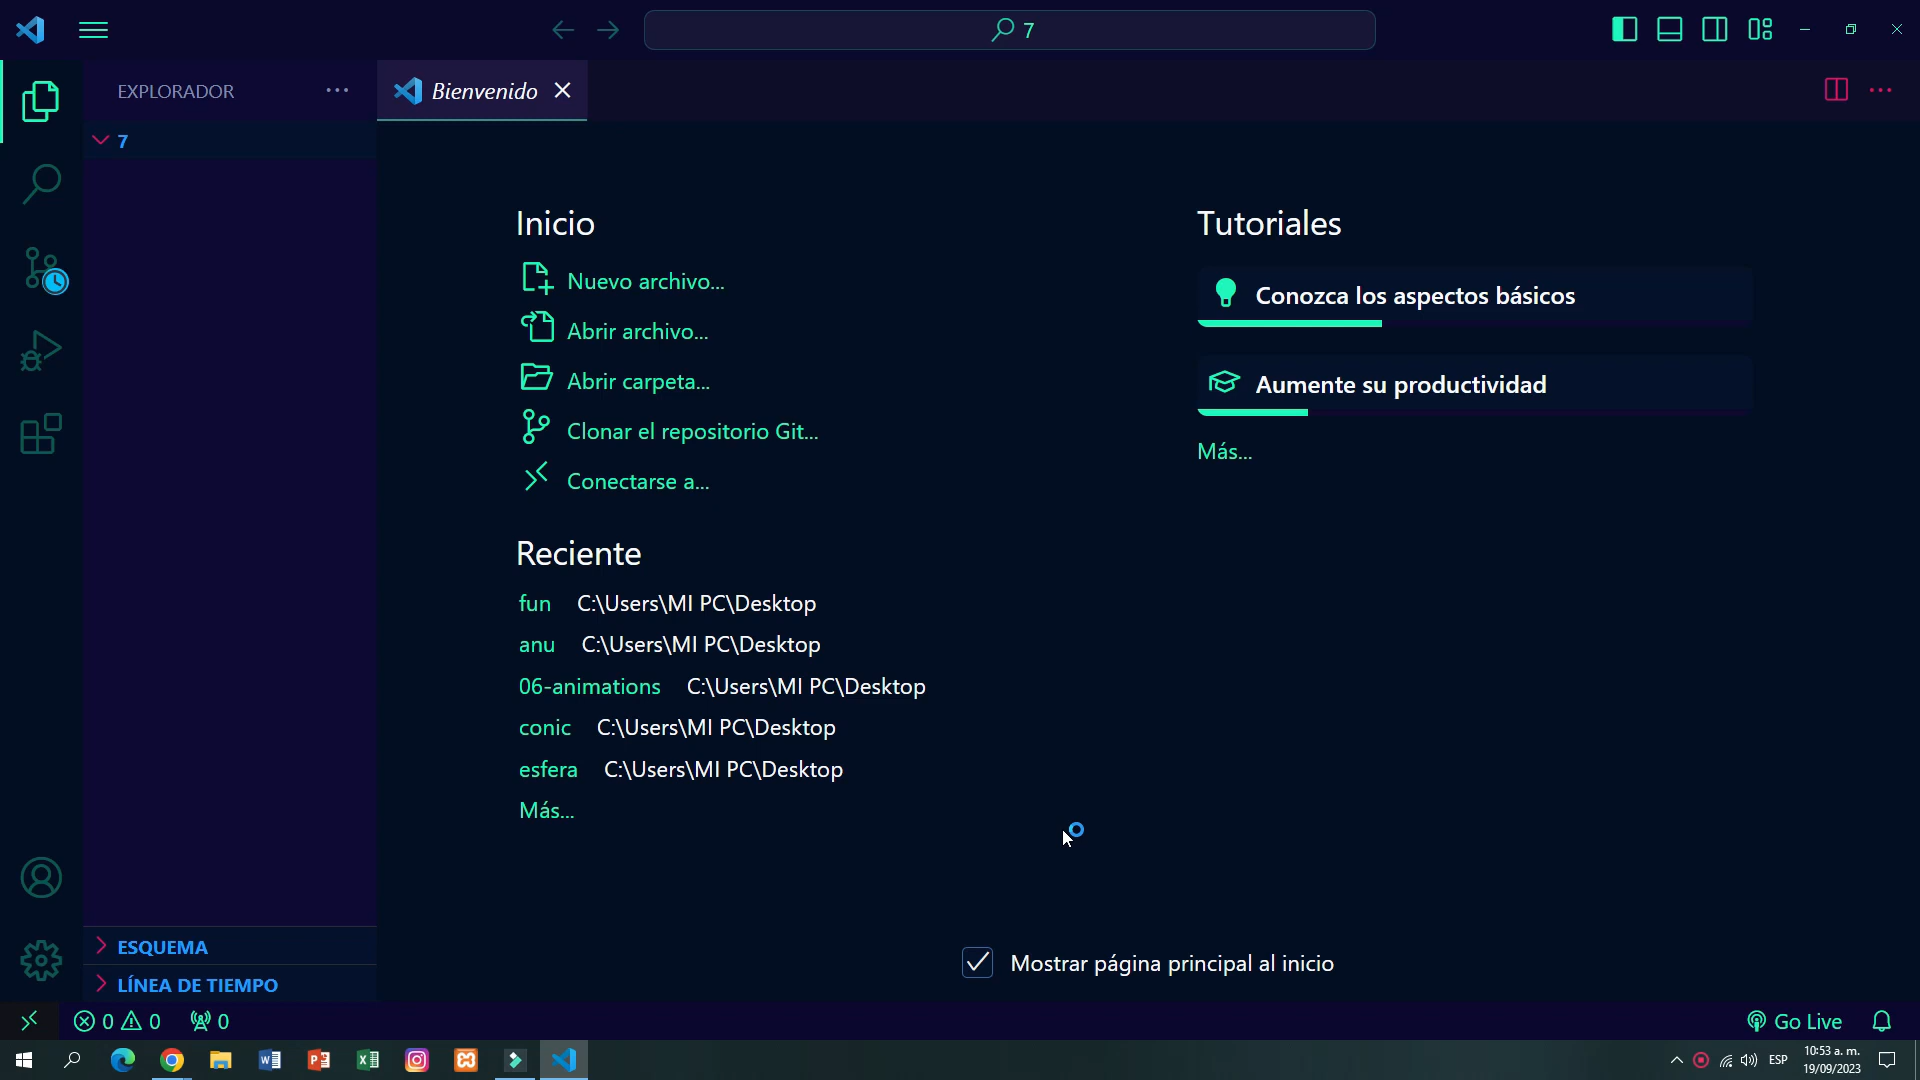 7
EXPLORADOR
Bienvenido
7
Inicio
Nuevo archivo...
Abrir archivo...
Abrir carpeta...
Clonar el repositorio Git...
Conectarse a...
Reciente
fun C:\Users\MI PC\Desktop
anu C:\Users\MI PC\Desktop
06-animations C:\Users\MI PC\Desktop
conic C:\Users\MI PC\Desktop
esfera C:\Users\MI PC\Desktop
Más...
Tutoriales
Conozca los aspectos básicos
Aumente su productividad
Más...
Mostrar página principal al inicio
ESQUEMA
LÍNEA DE TIEMPO
0 0 0
Go Live
ESP
10:53 a. m.
19/09/2023